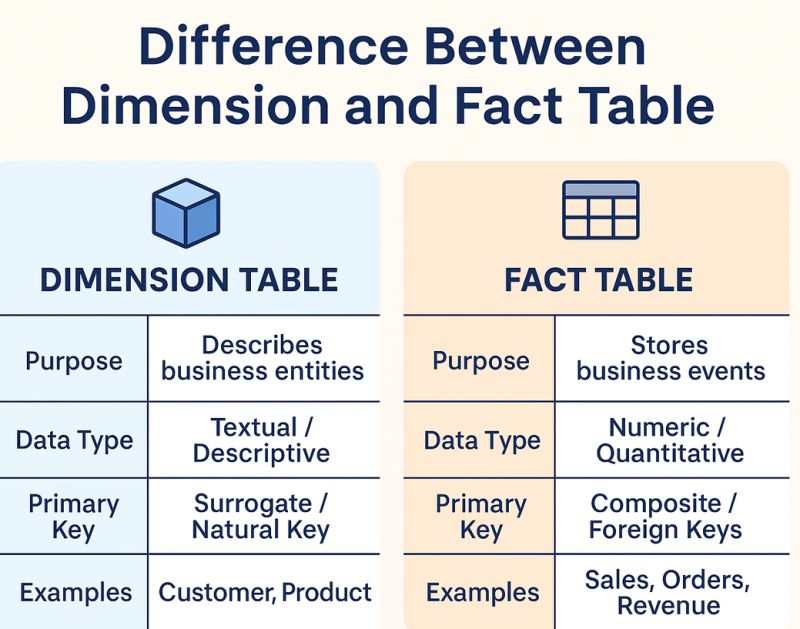 Difference Between
Dimension and Fact Table
DIMENSION TABLE
Purpose
Describes
business entities
Data Type
Textual /
Descriptive
Primary
Key
Surrogate /
Natural Key
Examples
Customer, Product
FACT TABLE
Purpose
Stores
business events
Data Type
Numeric /
Quantitative
Primary
Key
Composite /
Foreign Keys
Examples
Sales, Orders,
Revenue